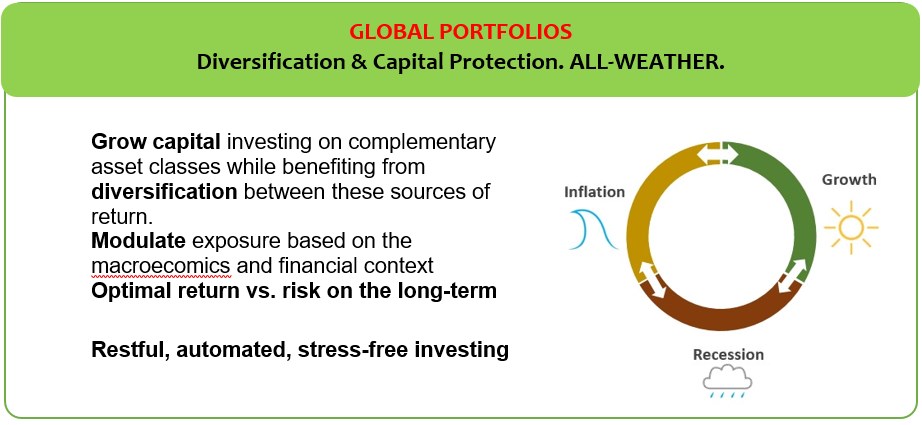 GLOBAL PORTFOLIOS
Diversification & Capital Protection. ALL-WEATHER.
Grow capital investing on complementary
asset classes while benefiting from
diversification between these sources of
return.
Modulate exposure based on the
macroecomics and financial context
Optimal return vs. risk on the long-term
Restful, automated, stress-free investing
Inflation
Growth
Recession